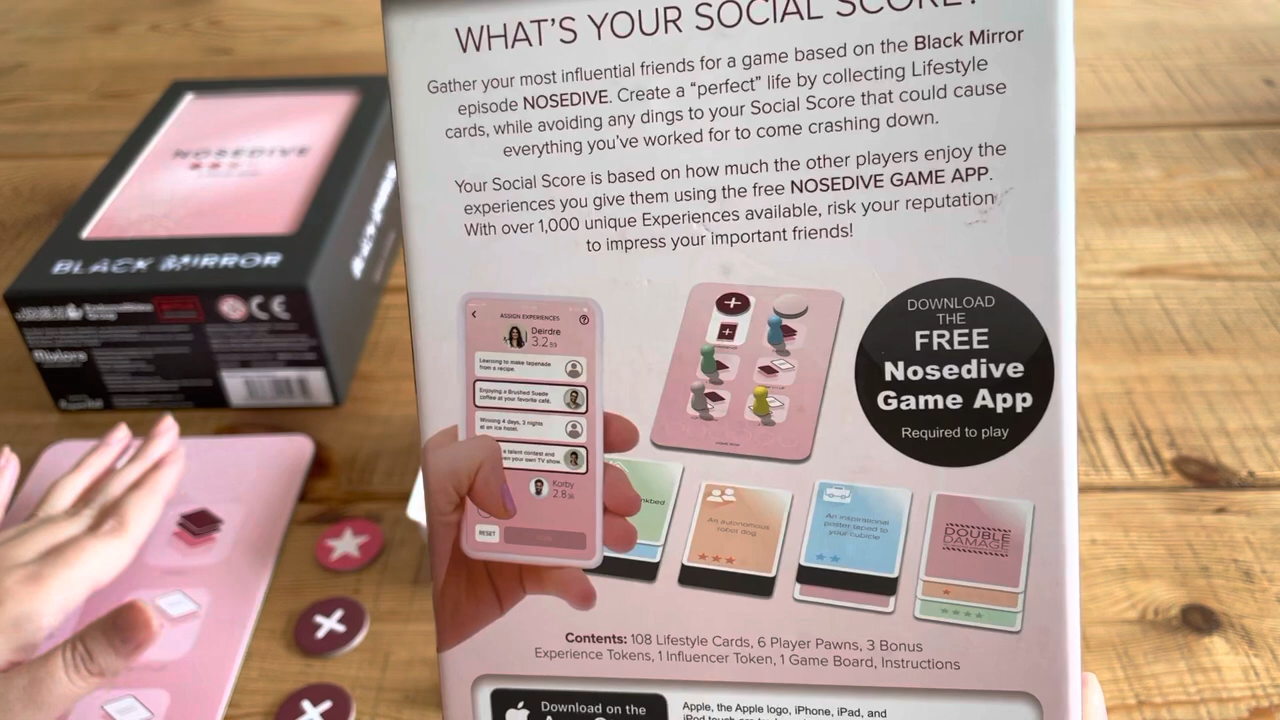 WHAT'S YOUR SOCIAL SCORE?
Gather your most influential friends for a game based on the Black Mirror
episode NOSEDIVE. Create a "perfect" life by collecting Lifestyle
cards, while avoiding any dings to your Social Score that could cause
everything you've worked for to come crashing down.
Your Social Score is based on how much the other players enjoy the
experiences you give them using the free NOSEDIVE GAME APP.
With over 1,000 unique Experiences available, risk your reputation
to impress your important friends!
NOSEDIVE
BLACK MIRROR
ASSIGN EXPERIENCES
Deirdre
3.2
Learning to make tapenade
from a recipe.
Enjoying a Brushed Suede
coffee at your favorite café.
Winning 4 days, 3 nights
at an ice hotel.
a talent contest and
your own TV show.
Korby
2.8
RESET
DOWNLOAD
THE
FREE
Nosedive
Game App
Required to play
An autonomous
robot dog
An inspirational
poster taped to
your cubicle
DOUBLE
DAMAGE
Contents: 108 Lifestyle Cards, 6 Player Pawns, 3 Bonus
Experience Tokens, 1 Influencer Token, 1 Game Board, Instructions
Download on the
Apple, the Apple logo, iPhone, iPad, and